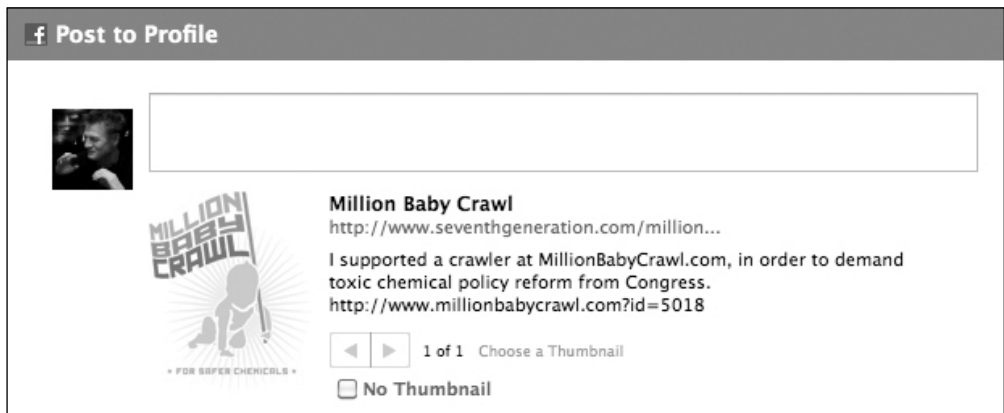 f Post to Profile
MILLION
BABY
CRAWL
• FOR SAFER CHEMICALS •
Million Baby Crawl
http://www.seventhgeneration.com/million...
I supported a crawler at MillionBabyCrawl.com, in order to demand
toxic chemical policy reform from Congress.
http://www.millionbabycrawl.com?id=5018
1 of 1 Choose a Thumbnail
No Thumbnail